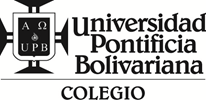 Α Ω
UPB
Universidad
Pontificia
Bolivariana
COLEGIO